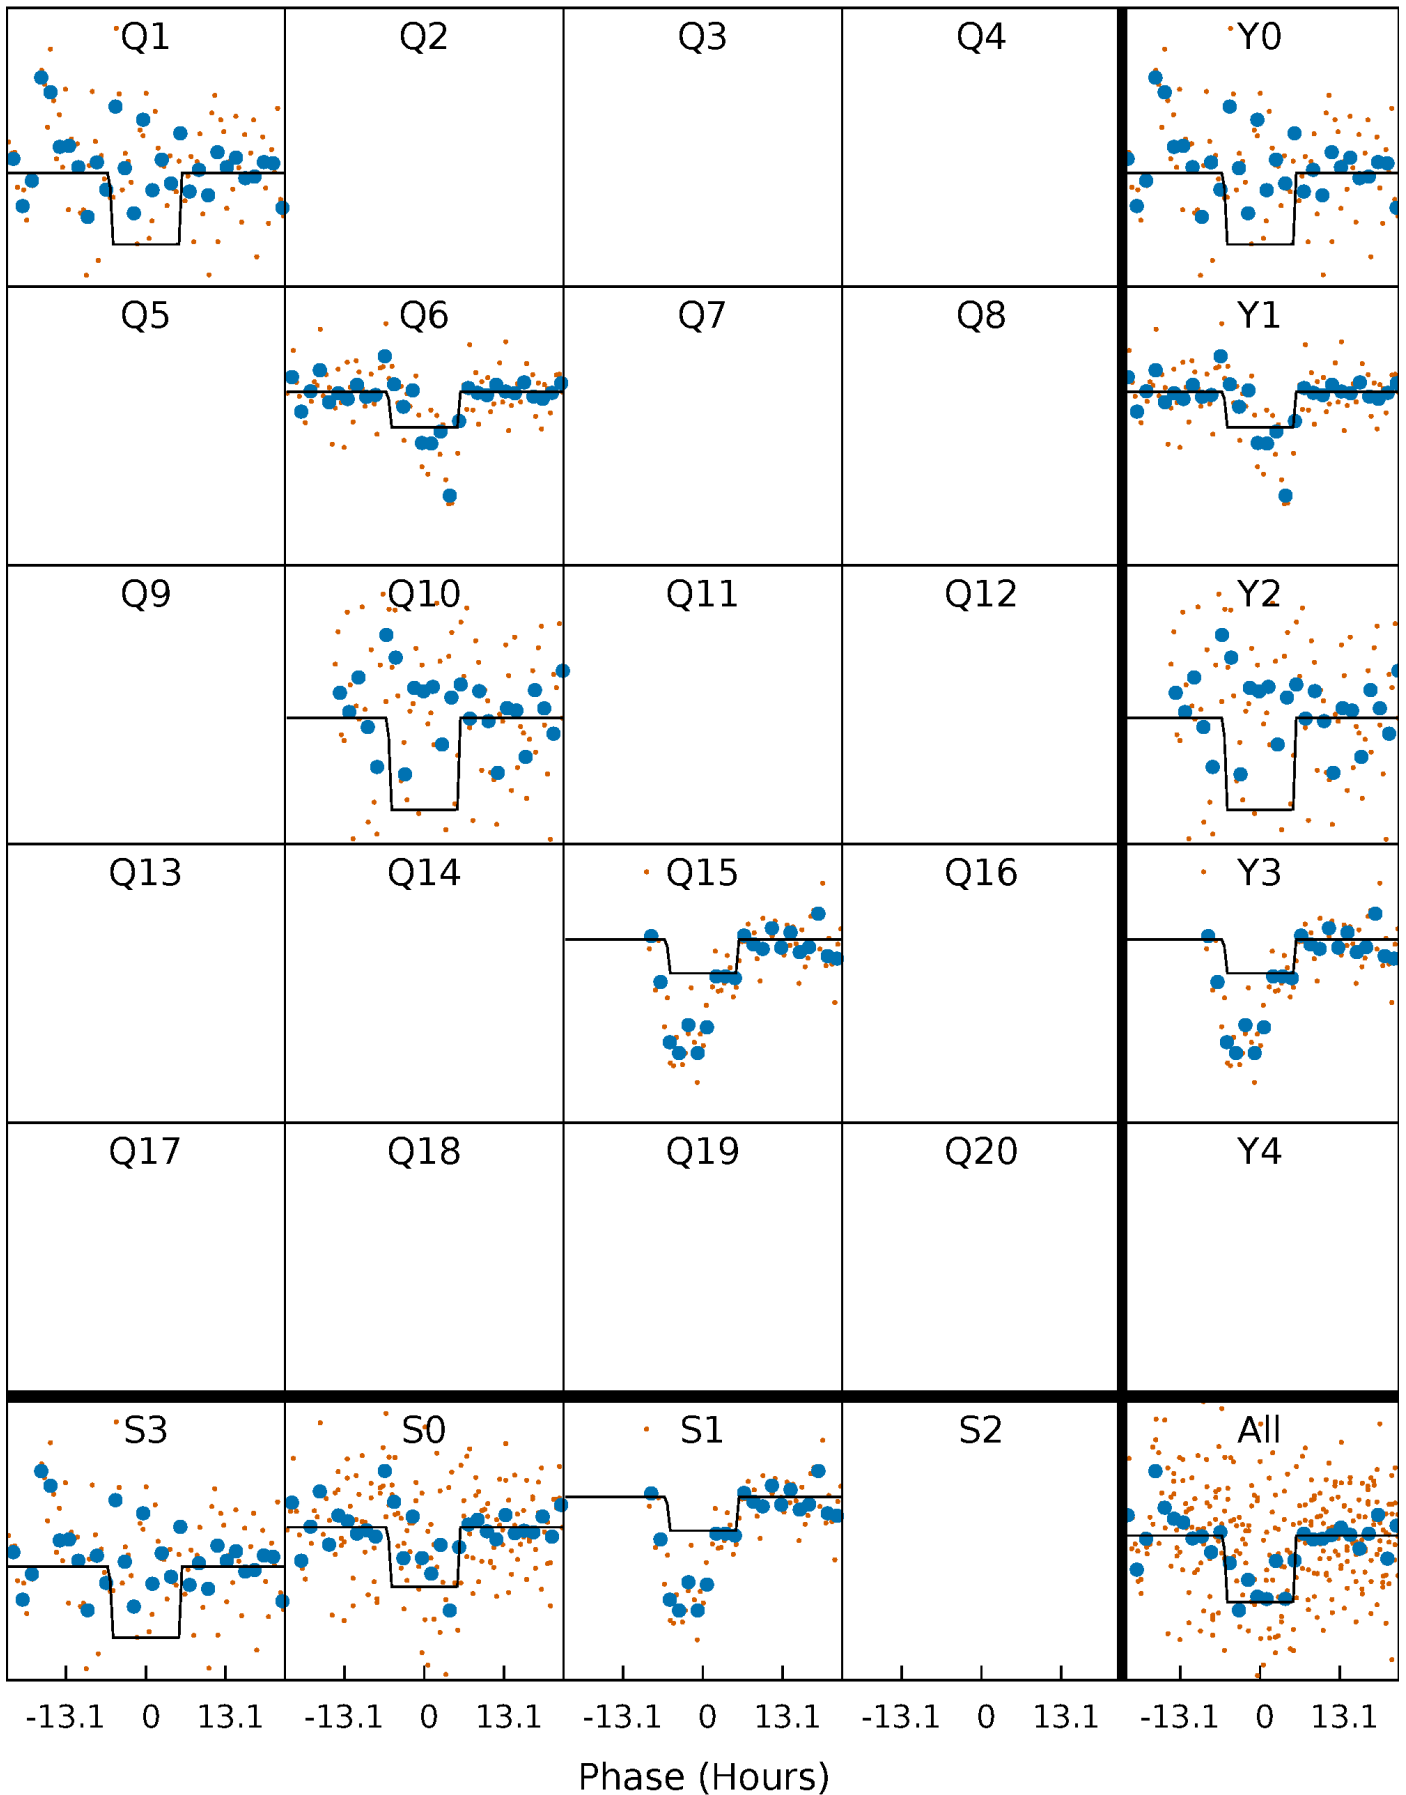 Q1 Q2 Q3 Q4 Y0
Q5 Q6 Q7 Q8 Y1
Q9 Q10 Q11 Q12 Y2
Q13 Q14 Q15 Q16 Y3
Q17 Q18 Q19 Q20 Y4
S3 S0 S1 S2 All
-13.1 0 13.1 -13.1 0 13.1 -13.1 0 13.1 -13.1 0 13.1 -13.1 0 13.1
Phase (Hours)